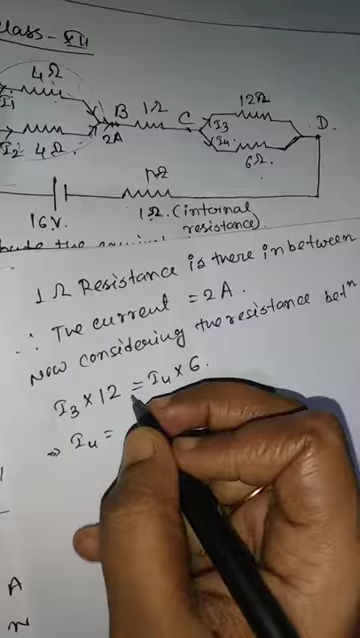 Class - XII
4Ω
I1
B
1Ω
C
12Ω
I3
D
2A
I4
I2
4Ω
6Ω
1Ω
16V
1Ω (internal
resistance).
the
1Ω Resistance is there in between
∴ The current = 2A.
Now considering the resistance betⁿ
I3 × 12 = I4 × 6.
⇒ I4 =
A